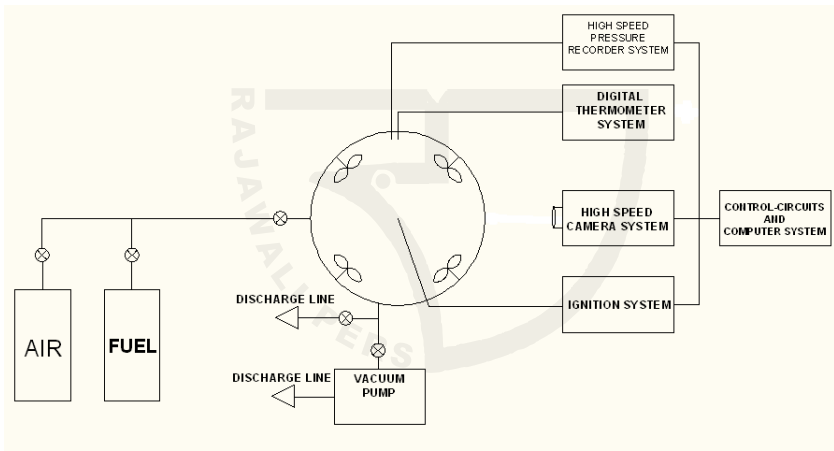 HIGH SPEED
PRESSURE
RECORDER SYSTEM
DIGITAL
THERMOMETER
SYSTEM
HIGH SPEED
CAMERA SYSTEM
CONTROL-CIRCUITS
AND
COMPUTER SYSTEM
IGNITION SYSTEM
AIR
FUEL
DISCHARGE LINE
DISCHARGE LINE
VACUUM
PUMP
RAJAWALI PERS